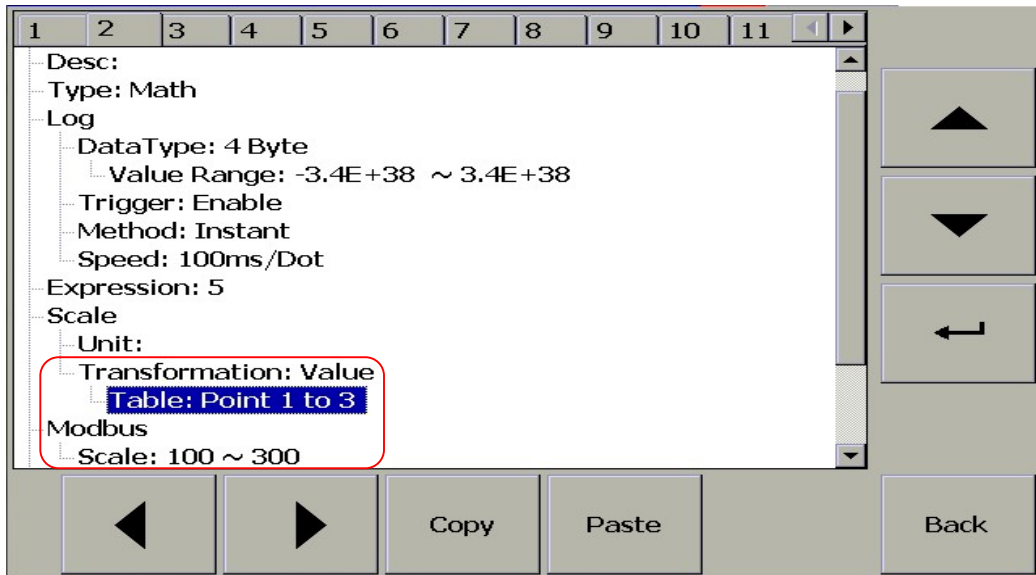 1 2 3 4 5 6 7 8 9 10 11
Desc:
Type: Math
Log
DataType: 4 Byte
Value Range: -3.4E+38 ~ 3.4E+38
Trigger: Enable
Method: Instant
Speed: 100ms/Dot
Expression: 5
Scale
Unit:
Transformation: Value
Table: Point 1 to 3
Modbus
Scale: 100 ~ 300
Copy Paste Back